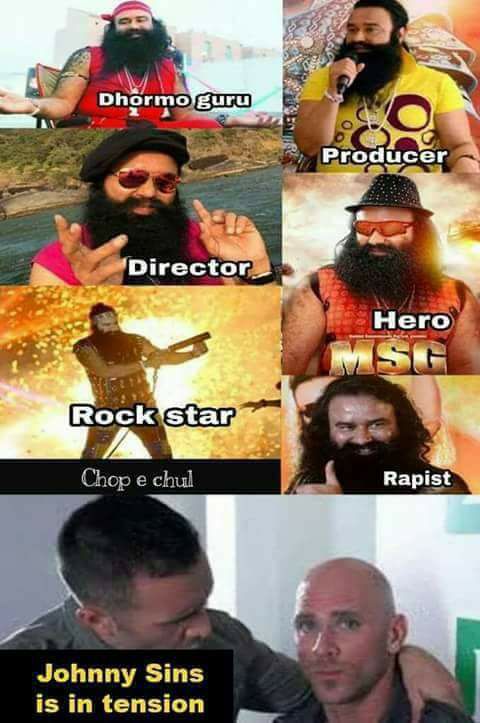 Dhormo guru
Producer
Director
Hero
MSG
Rock star
Chop e chul
Rapist
Johnny Sins
is in tension